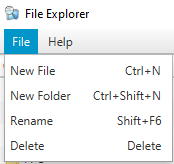 File Explorer
File Help
New File Ctrl+N
New Folder Ctrl+Shift+N
Rename Shift+F6
Delete Delete